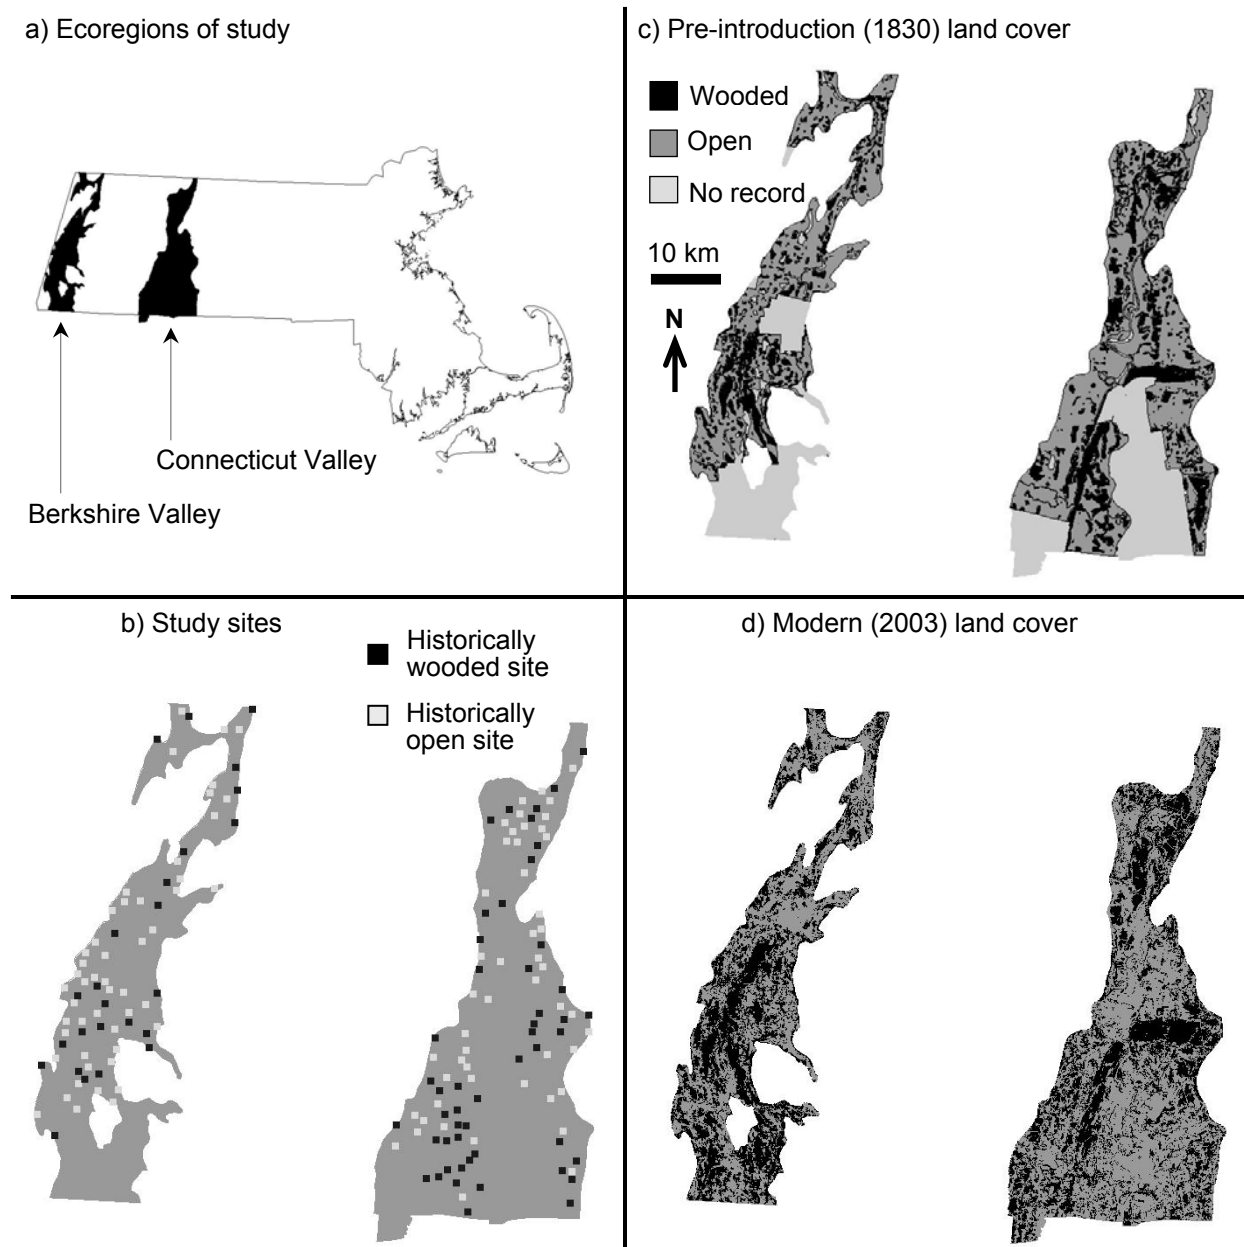 a) Ecoregions of study
Connecticut Valley
Berkshire Valley
c) Pre-introduction (1830) land cover
Wooded
Open
No record
10 km
N
b) Study sites
Historically
wooded site
Historically
open site
d) Modern (2003) land cover